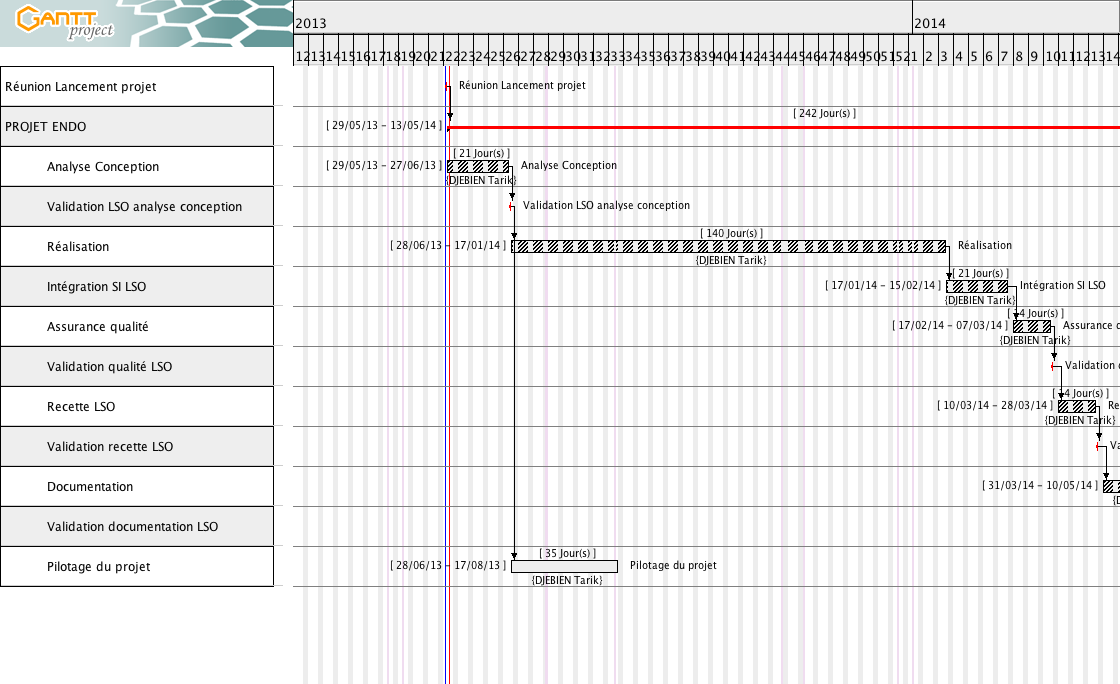 GANTT
project
2013
2014
12 13 14 15 16 17 18 19 20 21 22 23 24 25 26 27 28 29 30 31 32 33 34 35 36 37 38 39 40 41 42 43 44 45 46 47 48 49 50 51 52 1 2 3 4 5 6 7 8 9 10 11 12 13 14
Réunion Lancement projet
Réunion Lancement projet
PROJET ENDO
[ 29/05/13 - 13/05/14 ]
[ 242 Jour(s) ]
Analyse Conception
[ 29/05/13 - 27/06/13 ]
[ 21 Jour(s) ]
Analyse Conception
{DJEBIEN Tarik}
Validation LSO analyse conception
Validation LSO analyse conception
Réalisation
[ 28/06/13 - 17/01/14 ]
[ 140 Jour(s) ]
Réalisation
{DJEBIEN Tarik}
Intégration SI LSO
[ 17/01/14 - 15/02/14 ]
[ 21 Jour(s) ]
Intégration SI LSO
{DJEBIEN Tarik}
Assurance qualité
[ 17/02/14 - 07/03/14 ]
4 Jour(s) ]
Assurance
{DJEBIEN Tarik}
Validation qualité LSO
Validation
Recette LSO
[ 10/03/14 - 28/03/14 ]
4 Jour(s) ]
Re
{DJEBIEN Tarik}
Validation recette LSO
Va
Documentation
[ 31/03/14 - 10/05/14 ]
Validation documentation LSO
Pilotage du projet
[ 28/06/13 - 17/08/13 ]
[ 35 Jour(s) ]
Pilotage du projet
{DJEBIEN Tarik}